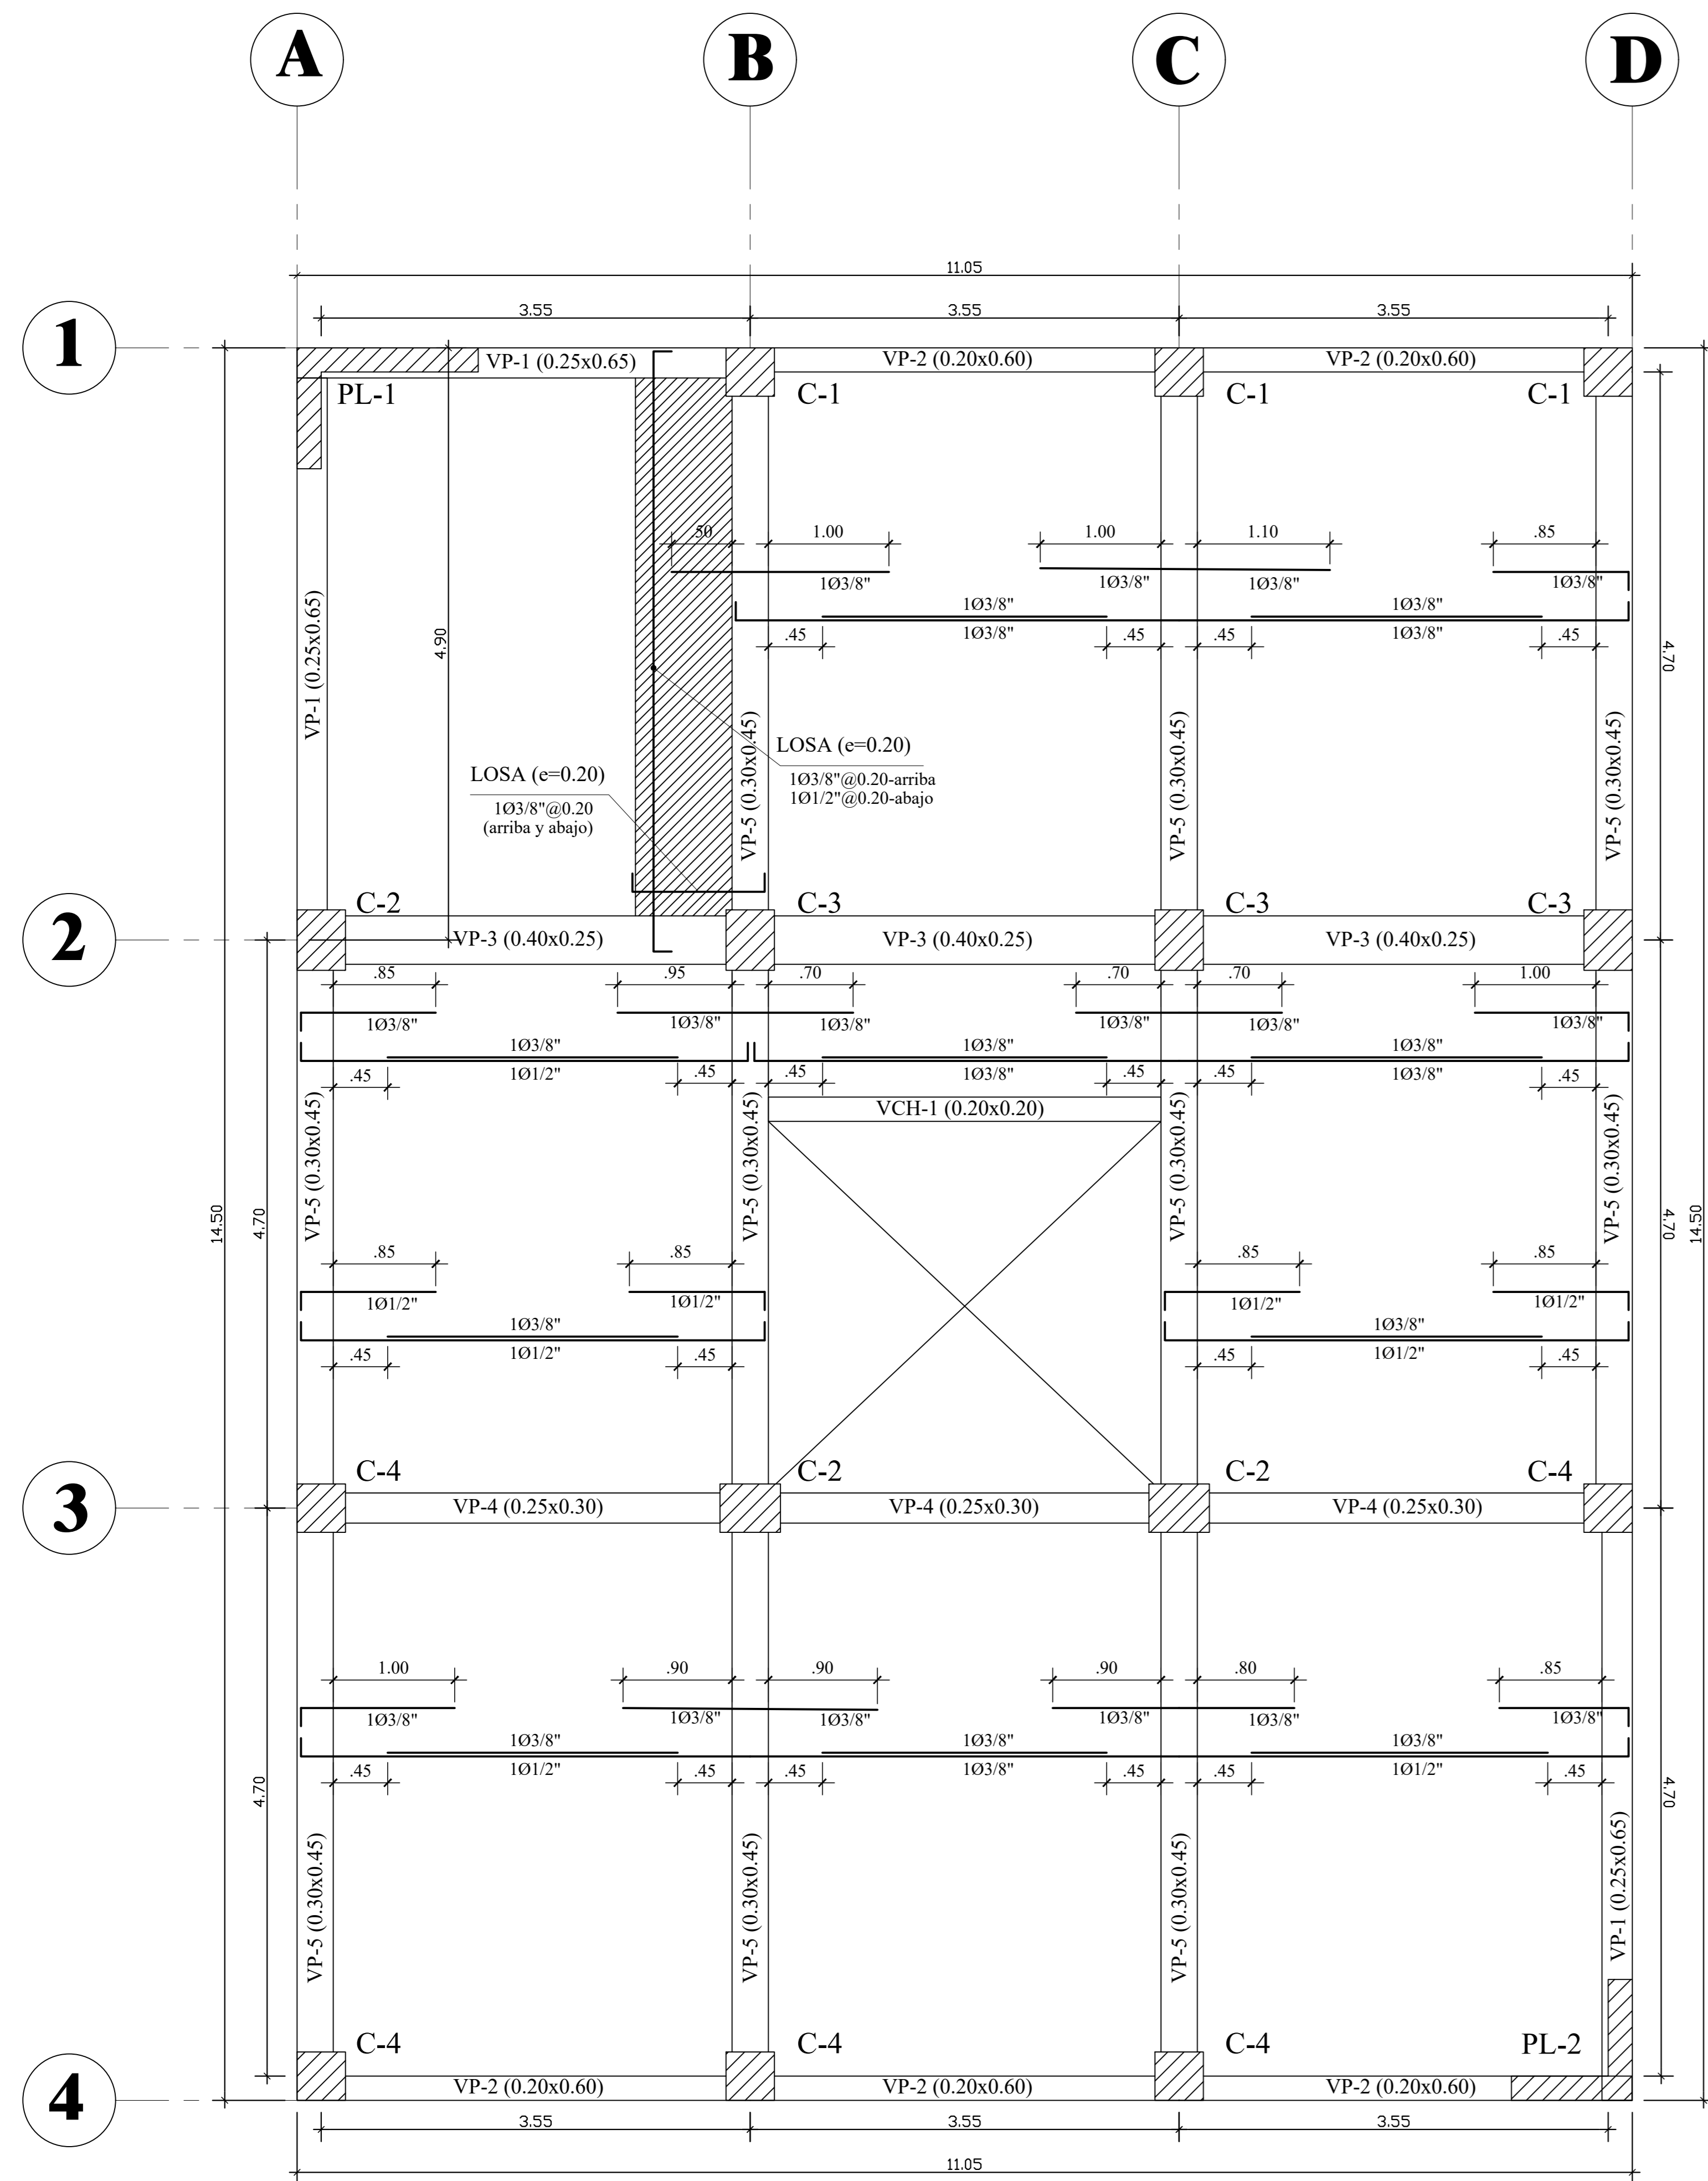 A B C D
11.05
3.55 3.55 3.55
1
VP-1 (0.25x0.65) VP-2 (0.20x0.60) VP-2 (0.20x0.60)
PL-1 C-1 C-1 C-1
.50 1.00 1.00 1.10 .85
1Ø3/8" 1Ø3/8" 1Ø3/8" 1Ø3/8"
1Ø3/8" 1Ø3/8"
1Ø3/8" 1Ø3/8"
.45 .45 .45 .45
VP-1 (0.25x0.65)
4.90
4.70
LOSA (e=0.20)
1Ø3/8"@0.20-arriba
1Ø1/2"@0.20-abajo
LOSA (e=0.20)
1Ø3/8"@0.20
(arriba y abajo)
VP-5 (0.30x0.45) VP-5 (0.30x0.45) VP-5 (0.30x0.45)
C-2 C-3 C-3 C-3
2
VP-3 (0.40x0.25) VP-3 (0.40x0.25) VP-3 (0.40x0.25)
.85 .95 .70 .70 .70 1.00
1Ø3/8" 1Ø3/8" 1Ø3/8" 1Ø3/8" 1Ø3/8" 1Ø3/8"
1Ø3/8" 1Ø3/8" 1Ø3/8"
1Ø1/2" 1Ø3/8" 1Ø3/8"
.45 .45 .45 .45 .45 .45
VCH-1 (0.20x0.20)
VP-5 (0.30x0.45) VP-5 (0.30x0.45) VP-5 (0.30x0.45) VP-5 (0.30x0.45)
14.50 4.70 4.70 14.50
.85 .85 .85 .85
1Ø1/2" 1Ø1/2" 1Ø1/2" 1Ø1/2"
1Ø3/8" 1Ø3/8"
1Ø1/2" 1Ø1/2"
.45 .45 .45 .45
C-4 C-2 C-2 C-4
3
VP-4 (0.25x0.30) VP-4 (0.25x0.30) VP-4 (0.25x0.30)
1.00 .90 .90 .90 .80 .85
1Ø3/8" 1Ø3/8" 1Ø3/8" 1Ø3/8" 1Ø3/8" 1Ø3/8"
1Ø3/8" 1Ø3/8" 1Ø3/8"
1Ø1/2" 1Ø3/8" 1Ø1/2"
.45 .45 .45 .45 .45 .45
4.70 4.70
VP-5 (0.30x0.45) VP-5 (0.30x0.45) VP-5 (0.30x0.45) VP-1 (0.25x0.65)
C-4 C-4 C-4 PL-2
4
VP-2 (0.20x0.60) VP-2 (0.20x0.60) VP-2 (0.20x0.60)
3.55 3.55 3.55
11.05